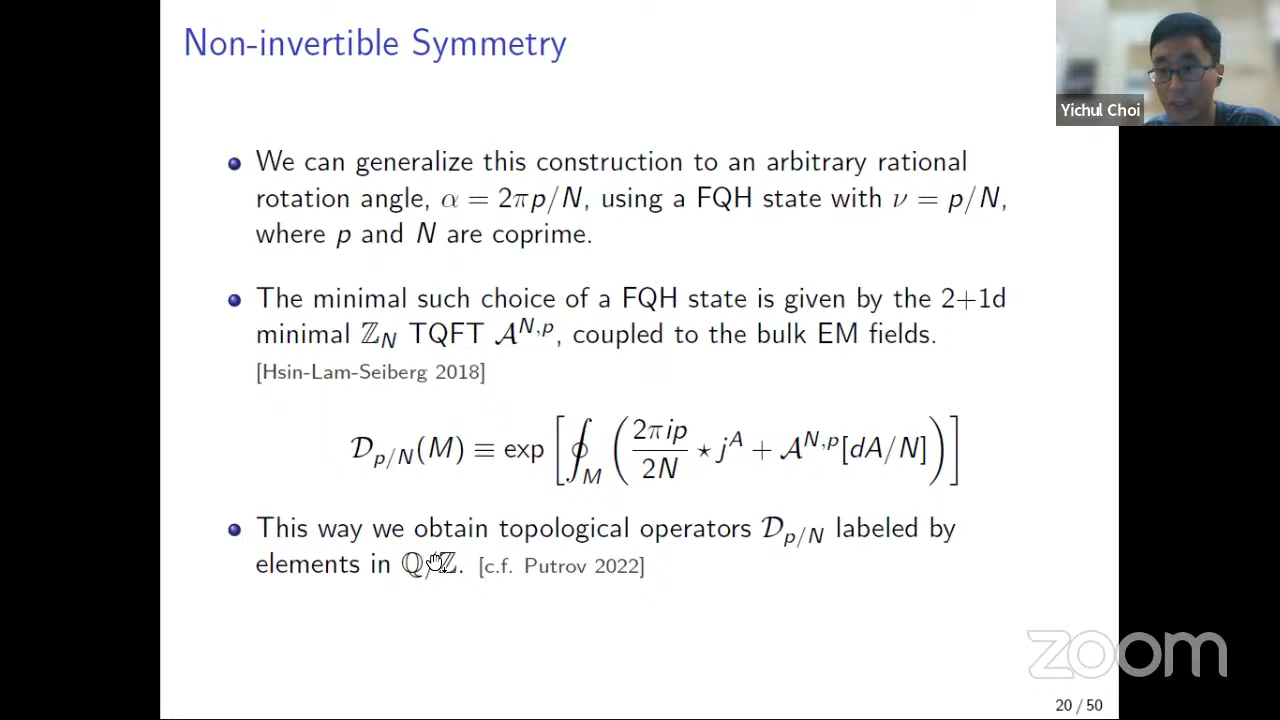 Non-invertible Symmetry
Yichul Choi
We can generalize this construction to an arbitrary rational
rotation angle, α = 2πp/N, using a FQH state with ν = p/N,
where p and N are coprime.
The minimal such choice of a FQH state is given by the 2+1d
minimal ℤ_N TQFT 𝒜^{N,p}, coupled to the bulk EM fields.
[Hsin-Lam-Seiberg 2018]
𝒟_{p/N}(M) ≡ exp [∮_M (2πip/2N ⋆ j^A + 𝒜^{N,p}[dA/N])]
This way we obtain topological operators 𝒟_{p/N} labeled by
elements in ℚ/ℤ. [c.f. Putrov 2022]
zoom
20 / 50